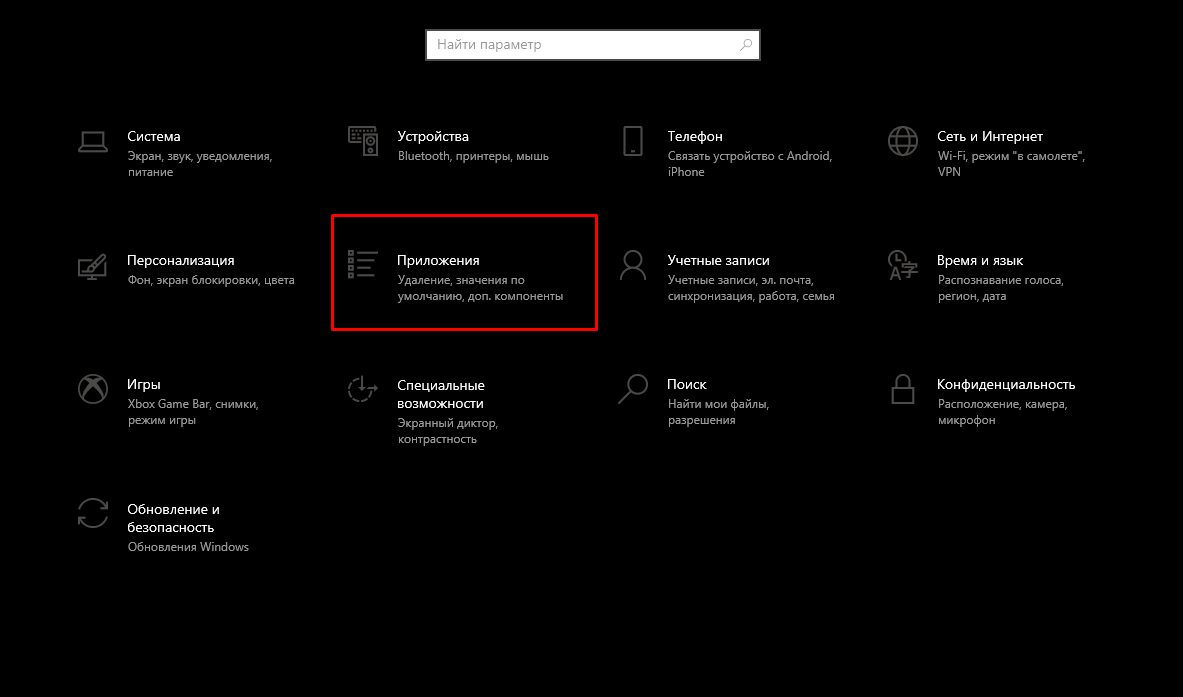 Найти параметр
Система
Экран, звук, уведомления,
питание
Устройства
Bluetooth, принтеры, мышь
Телефон
Связать устройство с Android,
iPhone
Сеть и Интернет
Wi-Fi, режим "в самолете",
VPN
Персонализация
Фон, экран блокировки, цвета
Приложения
Удаление, значения по
умолчанию, доп. компоненты
Учетные записи
Учетные записи, эл. почта,
синхронизация, работа, семья
Время и язык
Распознавание голоса,
регион, дата
Игры
Xbox Game Bar, снимки,
режим игры
Специальные
возможности
Экранный диктор,
контрастность
Поиск
Найти мои файлы,
разрешения
Конфиденциальность
Расположение, камера,
микрофон
Обновление и
безопасность
Обновления Windows